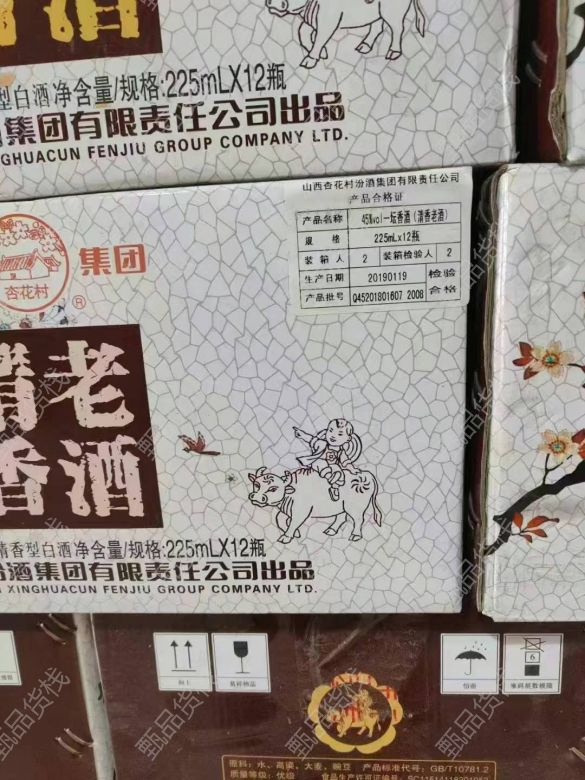 型白酒净含量/规格:225mLX12瓶
集团有限责任公司出品
GHUACUN FENJIU GROUP COMPANY LTD.
山西杏花村汾酒集团有限责任公司
产品合格证
产品名称 45%vol一坛香酒(清香老酒)
规格 225mLx12瓶
装箱人 2 装箱检验人 2
生产日期 20190119 检验
产品批号 Q45201801607 2008 合格
杏花村
®
集团
清老
香酒
清香型白酒净含量/规格:225mLX12瓶
汾酒集团有限责任公司出品
XINGHUACUN FENJIU GROUP COMPANY LTD.
向上
易碎物品
怕雨
堆码层数极限
6
原料:水、高粱、大麦、豌豆
产品标准代号:GB/T10781.2
质量等级:优级
甄品货栈